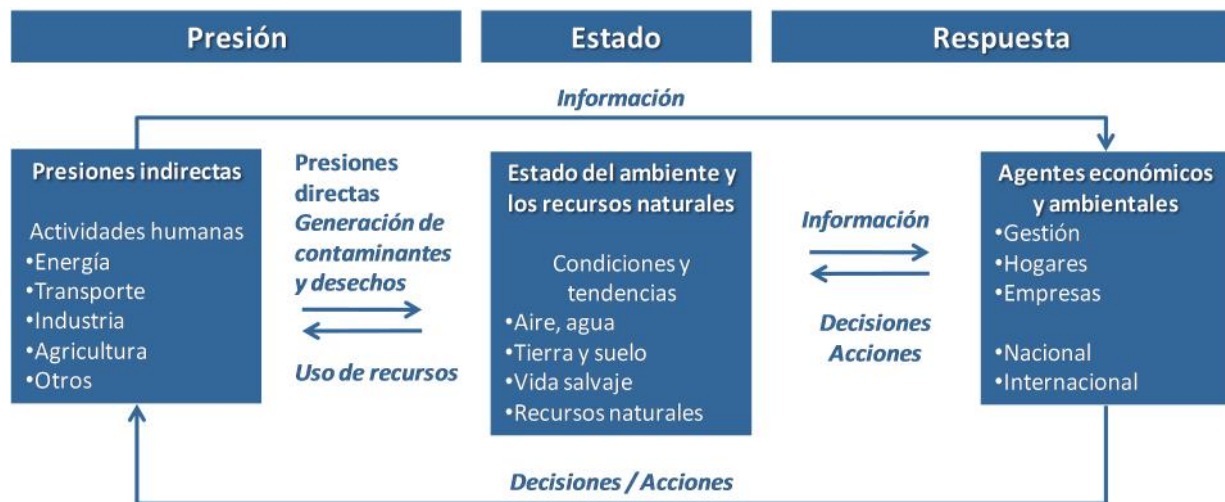 Presión
Estado
Respuesta
Información
Presiones indirectas
Actividades humanas
•Energía
•Transporte
•Industria
•Agricultura
•Otros
Presiones
directas
Generación de
contaminantes
y desechos
Uso de recursos
Estado del ambiente y
los recursos naturales
Condiciones y
tendencias
•Aire, agua
•Tierra y suelo
•Vida salvaje
•Recursos naturales
Información
Decisiones
Acciones
Agentes económicos
y ambientales
•Gestión
•Hogares
•Empresas
•Nacional
•Internacional
Decisiones / Acciones